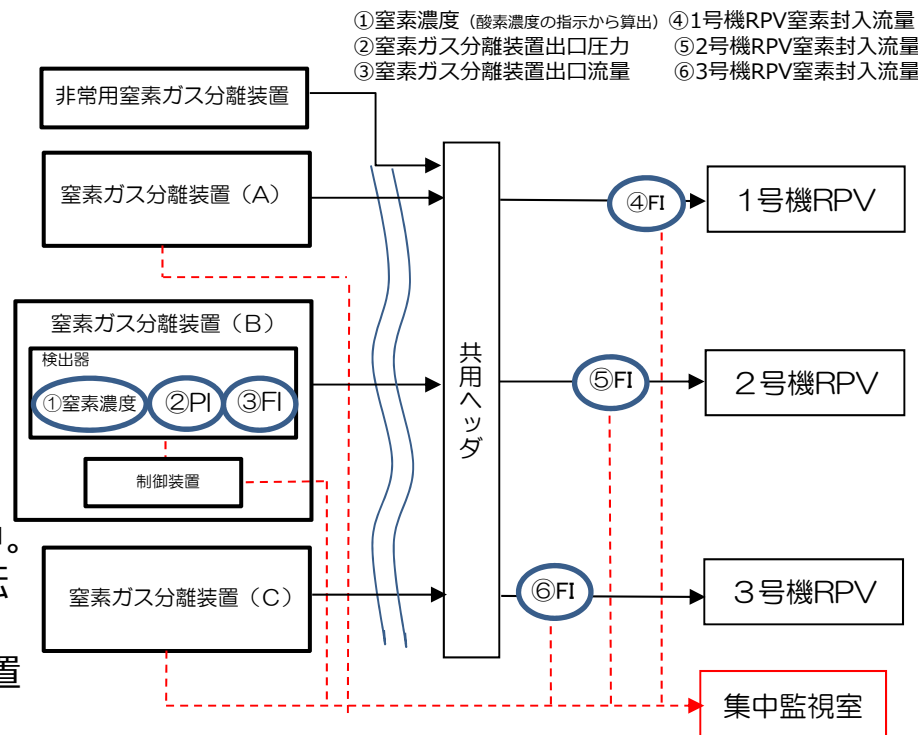 ①窒素濃度（酸素濃度の指示から算出）④1号機RPV窒素封入流量
②窒素ガス分離装置出口圧力 ⑤2号機RPV窒素封入流量
③窒素ガス分離装置出口流量 ⑥3号機RPV窒素封入流量
非常用窒素ガス分離装置
窒素ガス分離装置（A）
④FI
1号機RPV
窒素ガス分離装置（B）
検出器
①窒素濃度
②PI
③FI
制御装置
共用ヘッダ
⑤FI
2号機RPV
窒素ガス分離装置（C）
⑥FI
3号機RPV
置
集中監視室